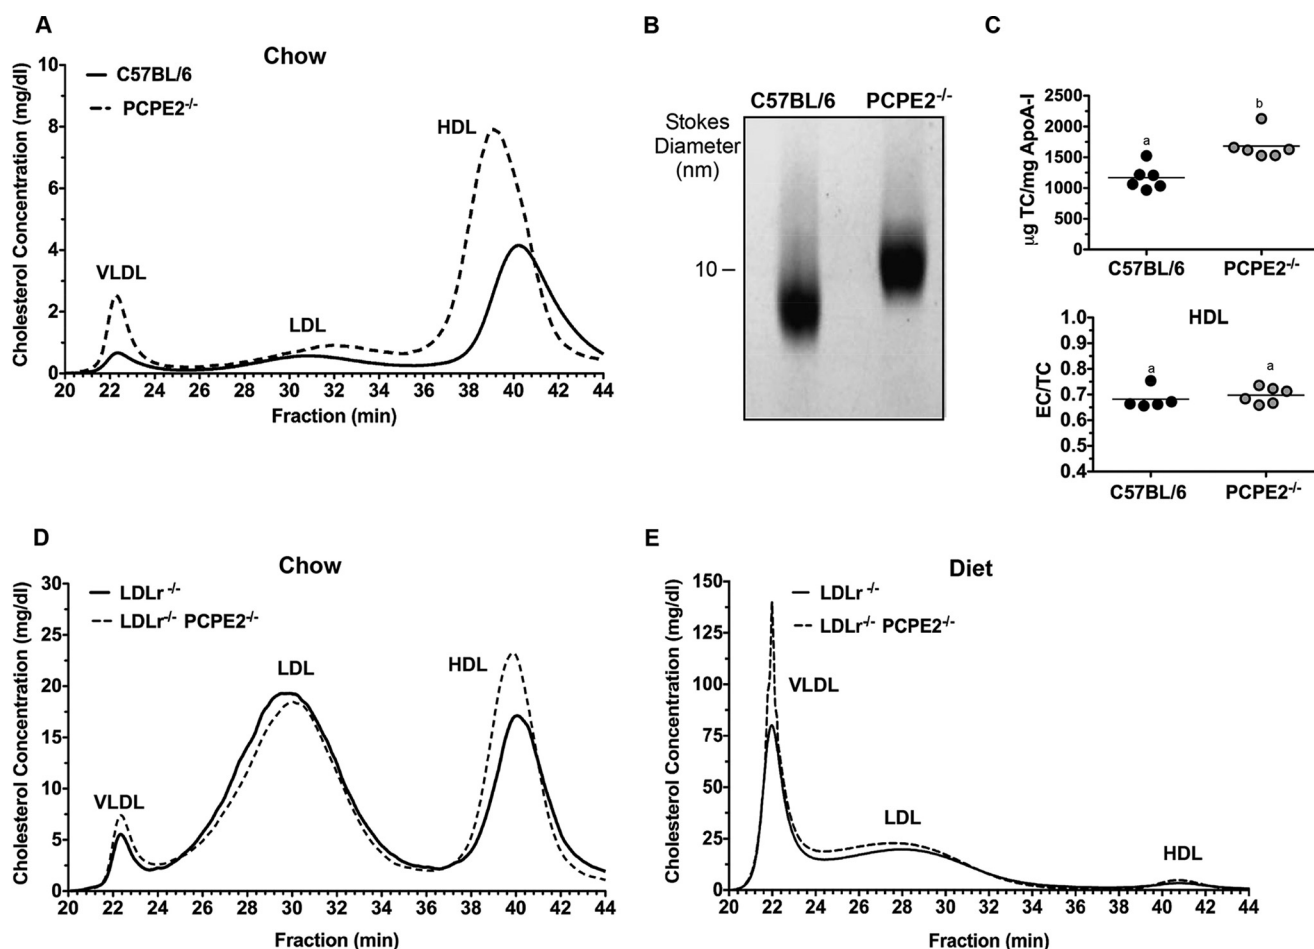 A
Chow
Cholesterol Concentration (mg/dl)
10
8
6
4
2
0
C57BL/6
PCPE2-/-
VLDL
LDL
HDL
20 22 24 26 28 30 32 34 36 38 40 42 44
Fraction (min)
B
C57BL/6 PCPE2-/-
Stokes
Diameter
(nm)
10
C
µg TC/mg ApoA-I
2500
2000
1500
1000
500
0
a
b
C57BL/6 PCPE2-/-
HDL
EC/TC
1.0
0.9
0.8
0.7
0.6
0.5
0.4
a
a
C57BL/6 PCPE2-/-
D
Chow
Cholesterol Concentration (mg/dl)
30
25
20
15
10
5
0
LDLr -/-
LDLr-/- PCPE2-/-
VLDL
LDL
HDL
20 22 24 26 28 30 32 34 36 38 40 42 44
Fraction (min)
E
Diet
Cholesterol Concentration (mg/dl)
150
125
100
75
50
25
0
LDLr-/-
LDLr-/- PCPE2-/-
VLDL
LDL
HDL
20 22 24 26 28 30 32 34 36 38 40 42 44
Fraction (min)